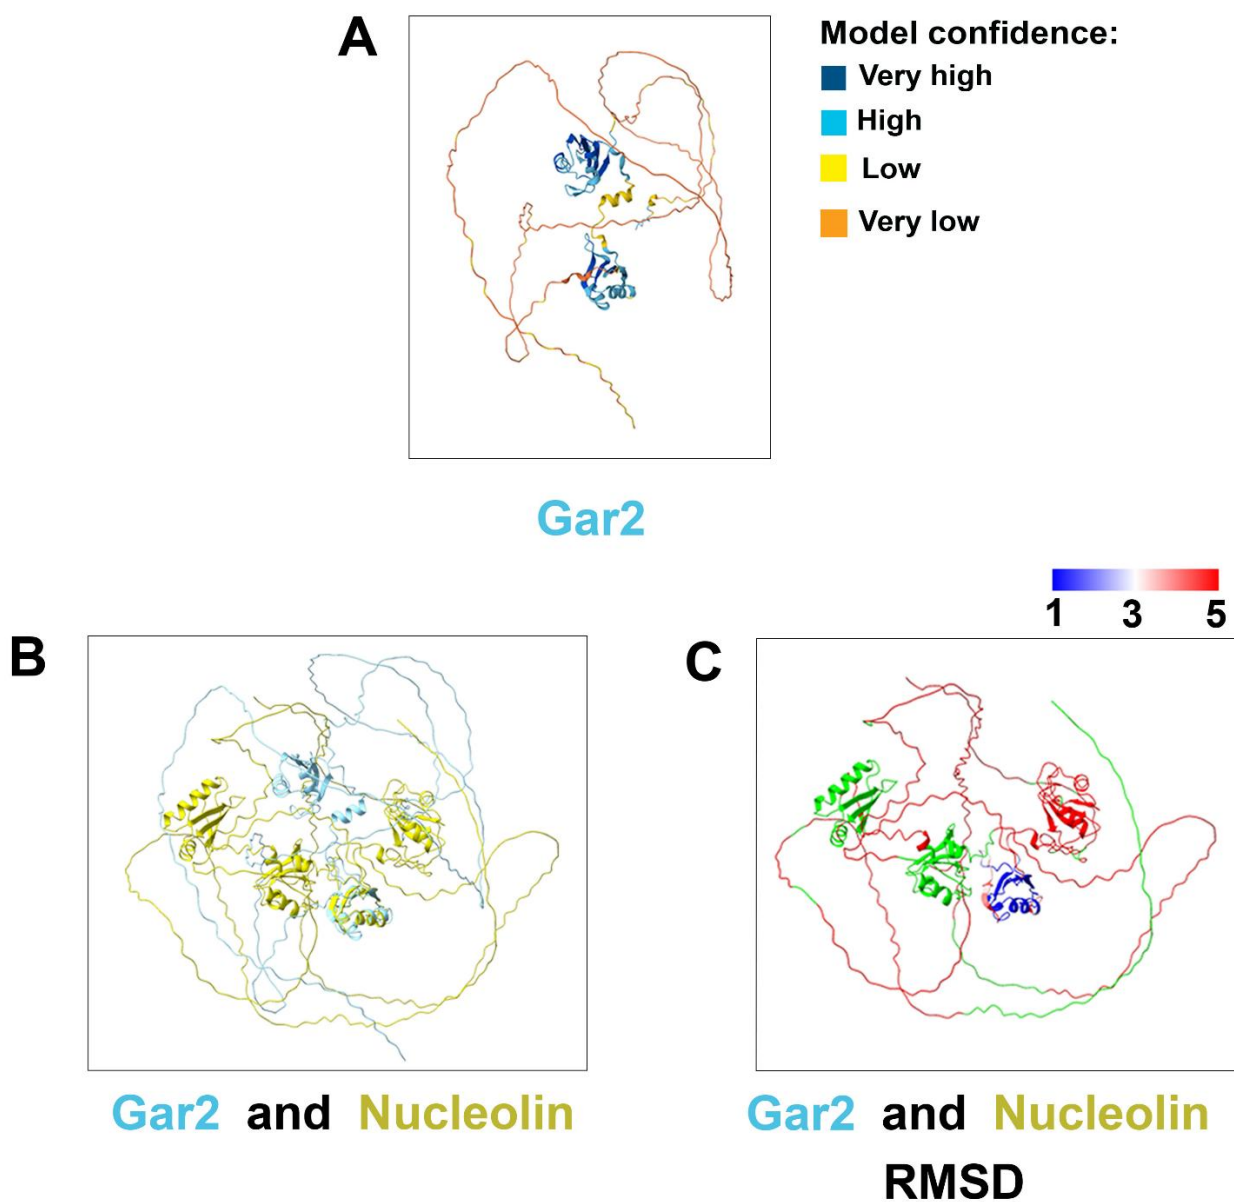 A
Model confidence:
Very high
High
Low
Very low
Gar2
1 3 5
B
C
Gar2 and Nucleolin
Gar2 and Nucleolin
RMSD